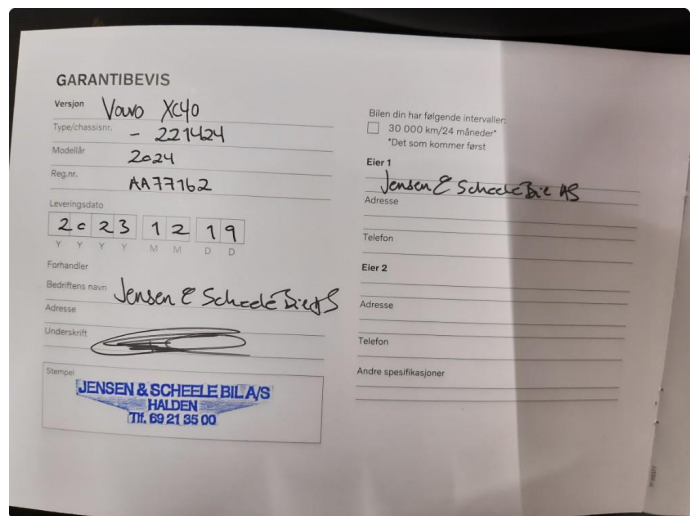 GARANTIBEVIS
Versjon Volvo XC40
Type/chassisnr. - 221424
Modellår 2024
Reg.nr. AA77162
Leveringsdato
2023 12 19
Y Y Y Y M M D D
Forhandler
Bedriftens navn Jensen & Scheele Bil AS
Adresse
Underskrift
Stempel
JENSEN & SCHEELE BIL A/S
HALDEN
Tlf. 69 21 35 00
Bilen din har følgende intervaller:
30 000 km/24 måneder*
*Det som kommer først
Eier 1
Jensen & Scheele Bil AS
Adresse
Telefon
Eier 2
Adresse
Telefon
Andre spesifikasjoner